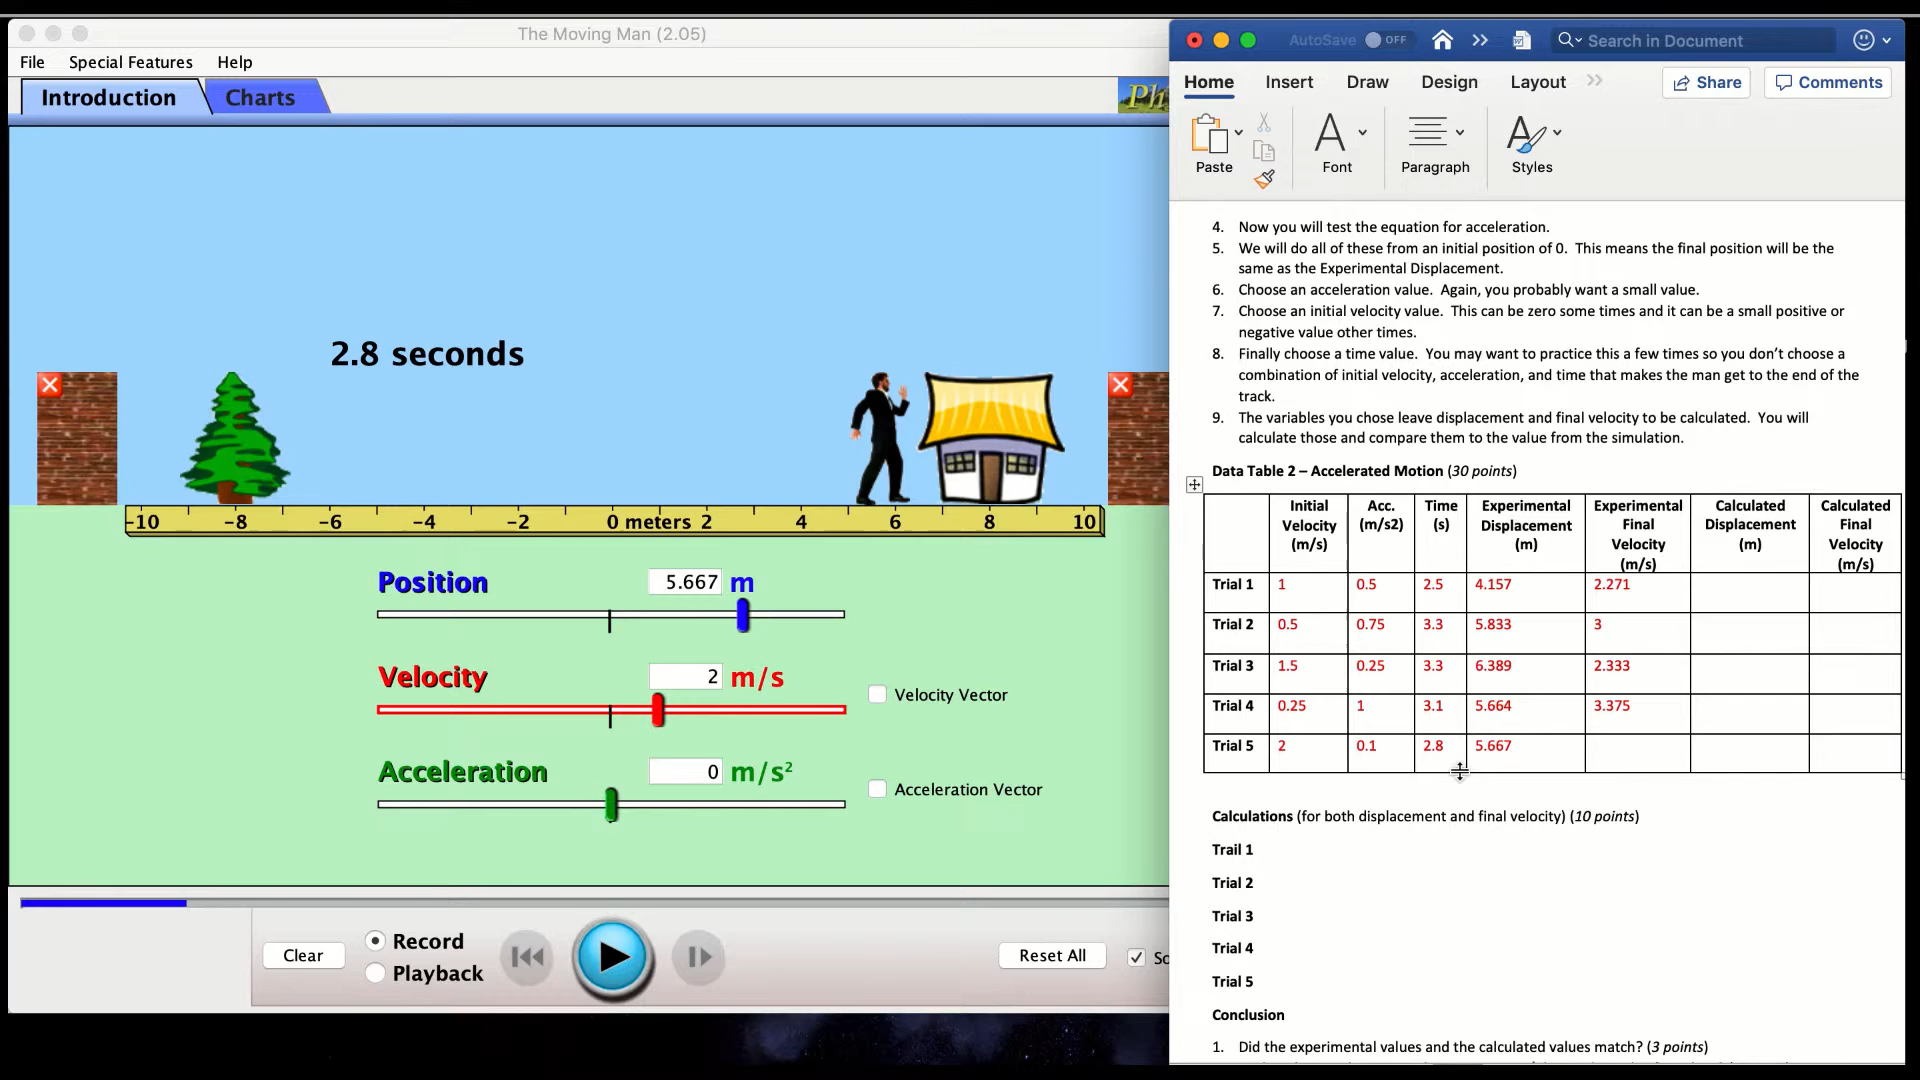 The Moving Man (2.05)
File Special Features Help
Introduction Charts
2.8 seconds
-10 -8 -6 -4 -2 0 meters 2 4 6 8 10
Position 5.667 m
Velocity 2 m/s
Velocity Vector
Acceleration 0 m/s²
Acceleration Vector
Clear
Record
Playback
Reset All
AutoSave OFF
Search in Document
Home Insert Draw Design Layout
Share Comments
Paste Font Paragraph Styles
4. Now you will test the equation for acceleration.
5. We will do all of these from an initial position of 0. This means the final position will be the
same as the Experimental Displacement.
6. Choose an acceleration value. Again, you probably want a small value.
7. Choose an initial velocity value. This can be zero some times and it can be a small positive or
negative value other times.
8. Finally choose a time value. You may want to practice this a few times so you don't choose a
combination of initial velocity, acceleration, and time that makes the man get to the end of the
track.
9. The variables you chose leave displacement and final velocity to be calculated. You will
calculate those and compare them to the value from the simulation.
Data Table 2 – Accelerated Motion (30 points)
Initial Acc. Time Experimental Experimental Calculated Calculated
Velocity (m/s2) (s) Displacement Final Displacement Final
(m/s) (m) Velocity (m) Velocity
(m/s) (m/s)
Trial 1 1 0.5 2.5 4.157 2.271
Trial 2 0.5 0.75 3.3 5.833 3
Trial 3 1.5 0.25 3.3 6.389 2.333
Trial 4 0.25 1 3.1 5.664 3.375
Trial 5 2 0.1 2.8 5.667
Calculations (for both displacement and final velocity) (10 points)
Trail 1
Trial 2
Trial 3
Trial 4
Trial 5
Conclusion
1. Did the experimental values and the calculated values match? (3 points)